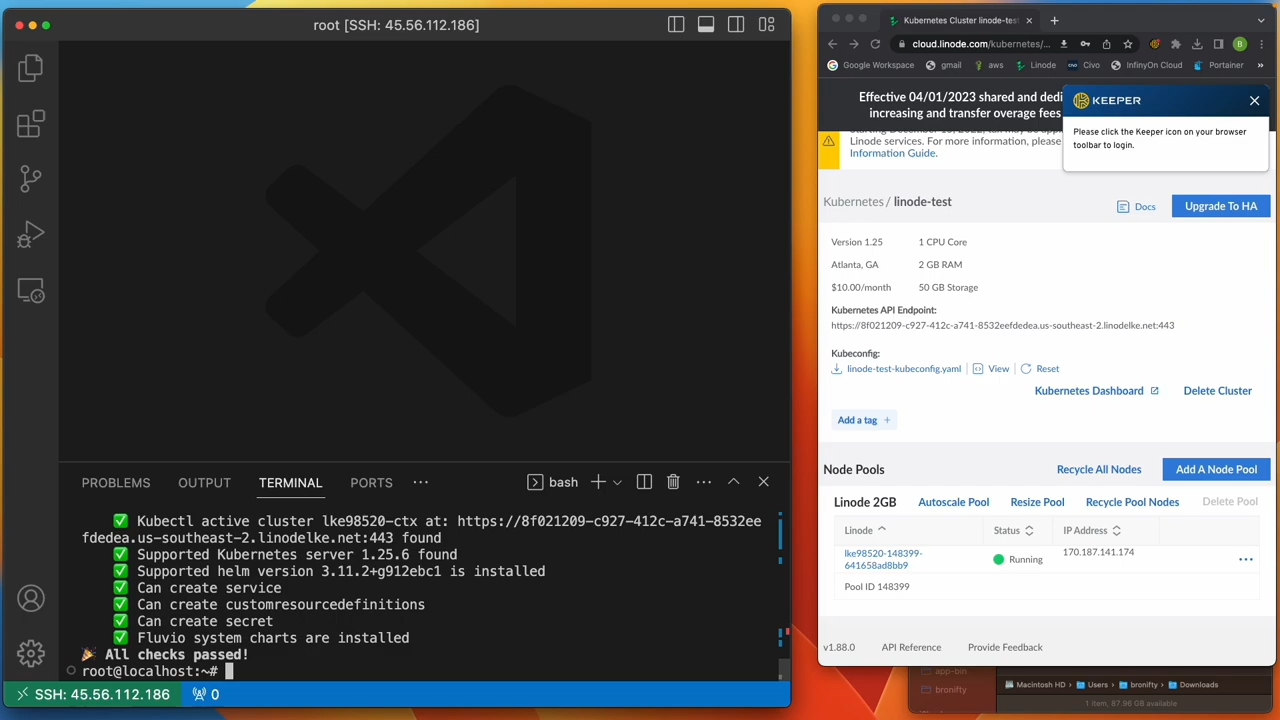 root [SSH: 45.56.112.186]
PROBLEMS
OUTPUT
TERMINAL
PORTS
bash
✅ Kubectl active cluster lke98520-ctx at: https://8f021209-c927-412c-a741-8532ee
fdedea.us-southeast-2.linodelke.net:443 found
✅ Supported Kubernetes server 1.25.6 found
✅ Supported helm version 3.11.2+g912ebc1 is installed
✅ Can create service
✅ Can create customresourcedefinitions
✅ Can create secret
✅ Fluvio system charts are installed
🎉 All checks passed!
root@localhost:~#
SSH: 45.56.112.186
0
Kubernetes Cluster linode-test
cloud.linode.com/kubernetes/...
B
Google Workspace
gmail
aws
Linode
Civo
InfinyOn Cloud
Portainer
»
Effective 04/01/2023 shared and dedi
increasing and transfer overage fees
KEEPER
Please click the Keeper icon on your browser
toolbar to login.
Linode services. For more information, please
Information Guide.
Kubernetes / linode-test
Docs
Upgrade To HA
Version 1.25
1 CPU Core
Atlanta, GA
2 GB RAM
$10.00/month
50 GB Storage
Kubernetes API Endpoint:
https://8f021209-c927-412c-a741-8532eefdedea.us-southeast-2.linodelke.net:443
Kubeconfig:
linode-test-kubeconfig.yaml
View
Reset
Kubernetes Dashboard
Delete Cluster
Add a tag +
Node Pools
Recycle All Nodes
Add A Node Pool
Linode 2GB
Autoscale Pool
Resize Pool
Recycle Pool Nodes
Delete Pool
Linode
Status
IP Address
lke98520-148399-
641658ad8bb9
Running
170.187.141.174
Pool ID 148399
v1.88.0
API Reference
Provide Feedback
app-bin
bronifty
Macintosh HD › Users › bronifty › Downloads
1 item, 87.96 GB available